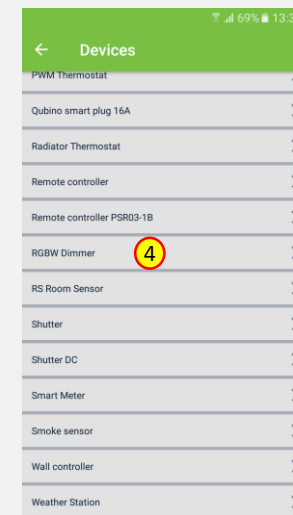 69% 13:3
Devices
PWM Thermostat
Qubino smart plug 16A
Radiator Thermostat
Remote controller
Remote controller PSR03-1B
RGBW Dimmer 4
RS Room Sensor
Shutter
Shutter DC
Smart Meter
Smoke sensor
Wall controller
Weather Station